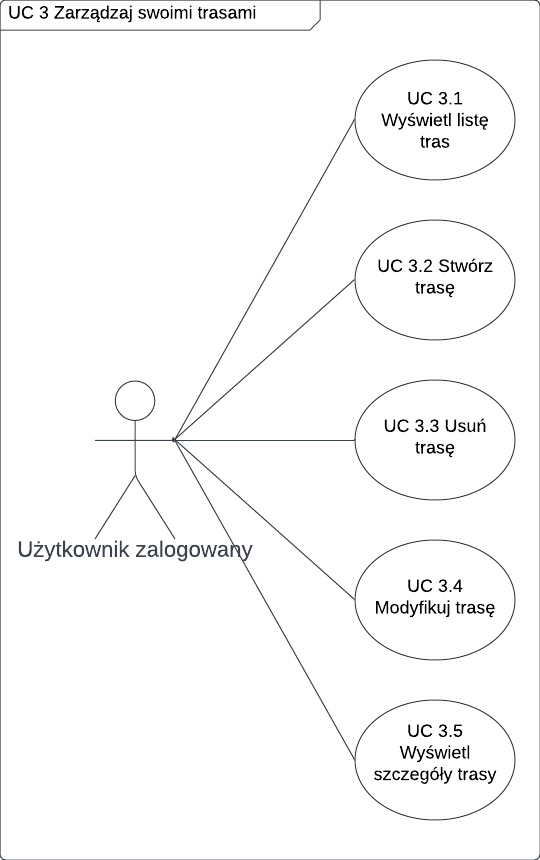 UC 3 Zarządzaj swoimi trasami
UC 3.1
Wyświetl listę
tras
UC 3.2 Stwórz
trasę
UC 3.3 Usuń
trasę
Użytkownik zalogowany
UC 3.4
Modyfikuj trasę
UC 3.5
Wyświetl
szczegóły trasy